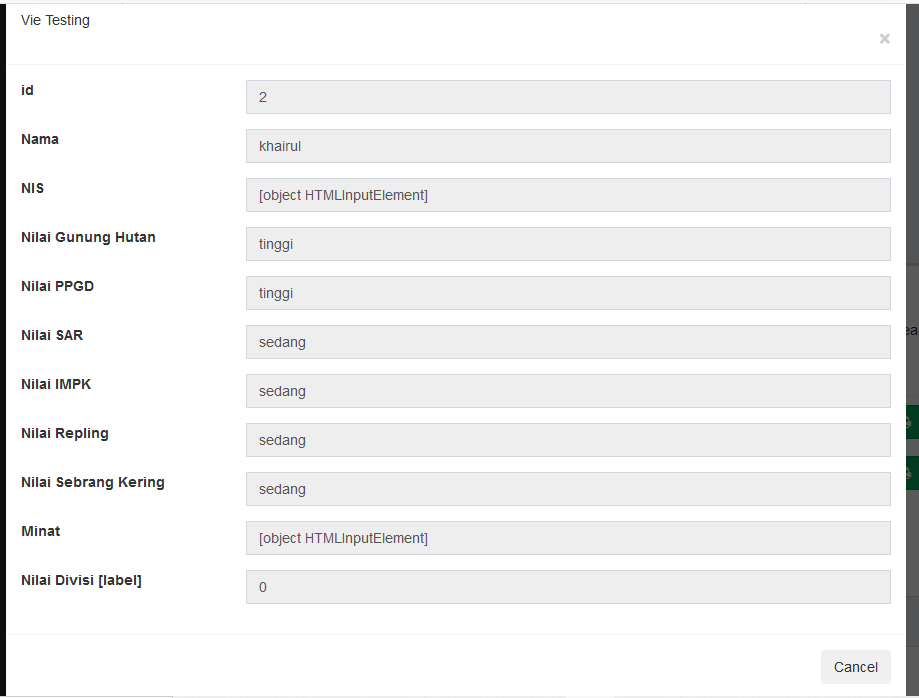 Vie Testing
×
id
2
Nama
khairul
NIS
[object HTMLInputElement]
Nilai Gunung Hutan
tinggi
Nilai PPGD
tinggi
Nilai SAR
sedang
Nilai IMPK
sedang
Nilai Repling
sedang
Nilai Sebrang Kering
sedang
Minat
[object HTMLInputElement]
Nilai Divisi [label]
0
Cancel